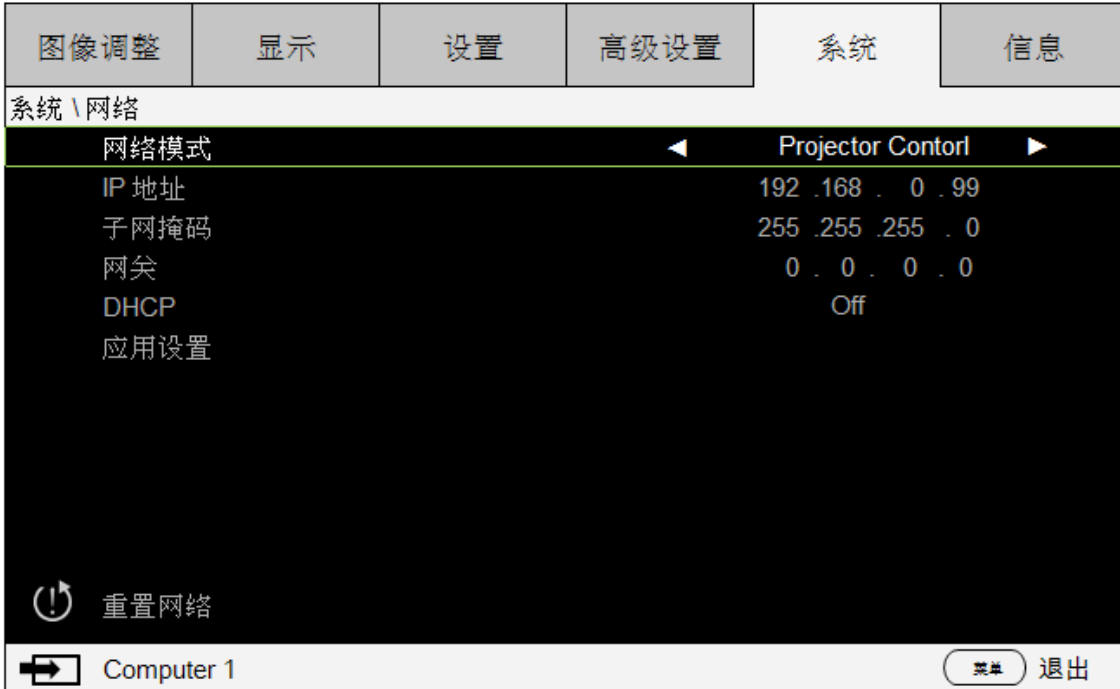 图像调整 显示 设置 高级设置 系统 信息
系统 \ 网络
网络模式 ◀ Projector Contorl ▶
IP 地址 192 .168 . 0 . 99
子网掩码 255 .255 .255 . 0
网关 0 . 0 . 0 . 0
DHCP Off
应用设置
重置网络
Computer 1 菜单 退出